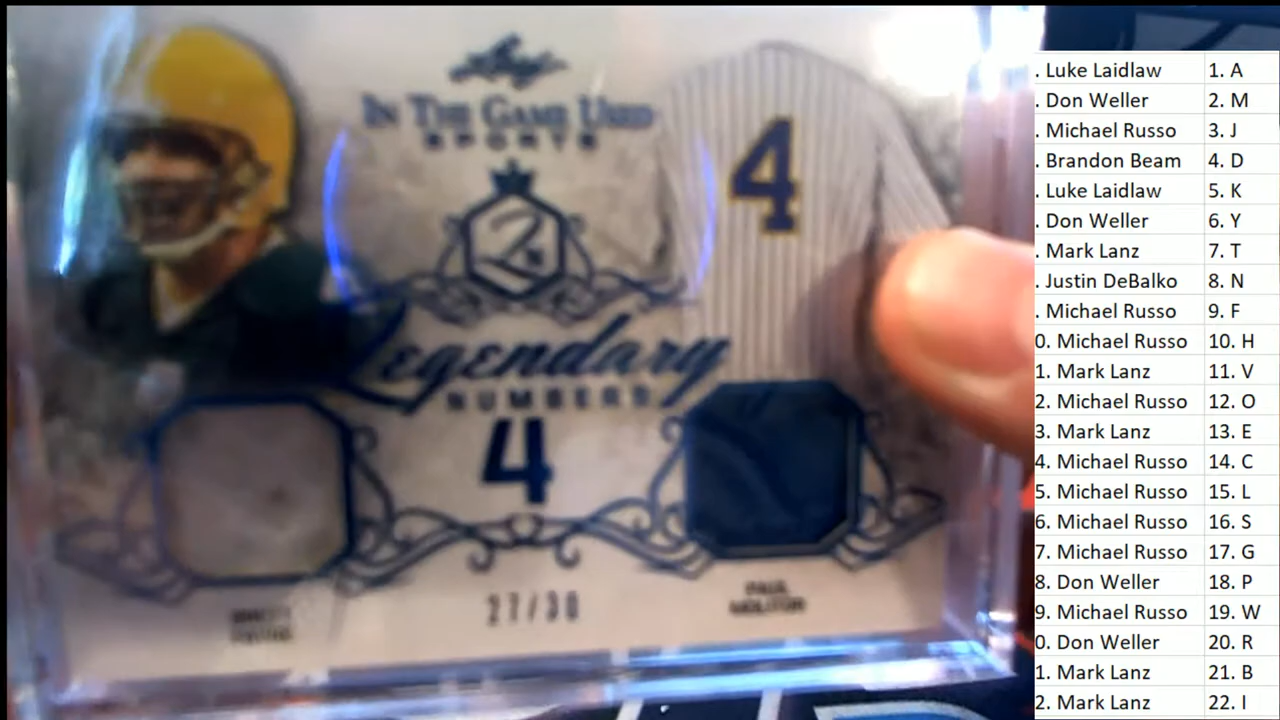 Leaf
IN THE GAME USED
SPORTS
4
Legendary
NUMBERS
4
27/30
PAUL
MOLITOR
. Luke Laidlaw 1. A
. Don Weller 2. M
. Michael Russo 3. J
. Brandon Beam 4. D
. Luke Laidlaw 5. K
. Don Weller 6. Y
. Mark Lanz 7. T
. Justin DeBalko 8. N
. Michael Russo 9. F
0. Michael Russo 10. H
1. Mark Lanz 11. V
2. Michael Russo 12. O
3. Mark Lanz 13. E
4. Michael Russo 14. C
5. Michael Russo 15. L
6. Michael Russo 16. S
7. Michael Russo 17. G
8. Don Weller 18. P
9. Michael Russo 19. W
0. Don Weller 20. R
1. Mark Lanz 21. B
2. Mark Lanz 22. I